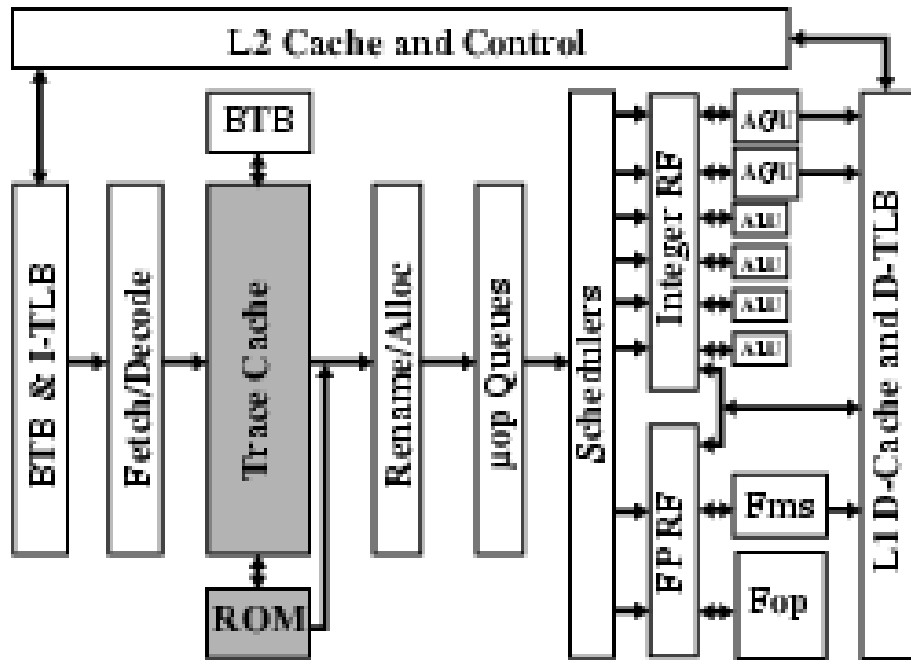 L2 Cache and Control
BTB
BTB & I-TLB
Fetch/Decode
Trace Cache
ROM
Rename/Alloc
µop Queues
Schedulers
Integer RF
FP RF
AGU
AGU
ALU
ALU
ALU
ALU
Fms
Fop
L1 D-Cache and D-TLB